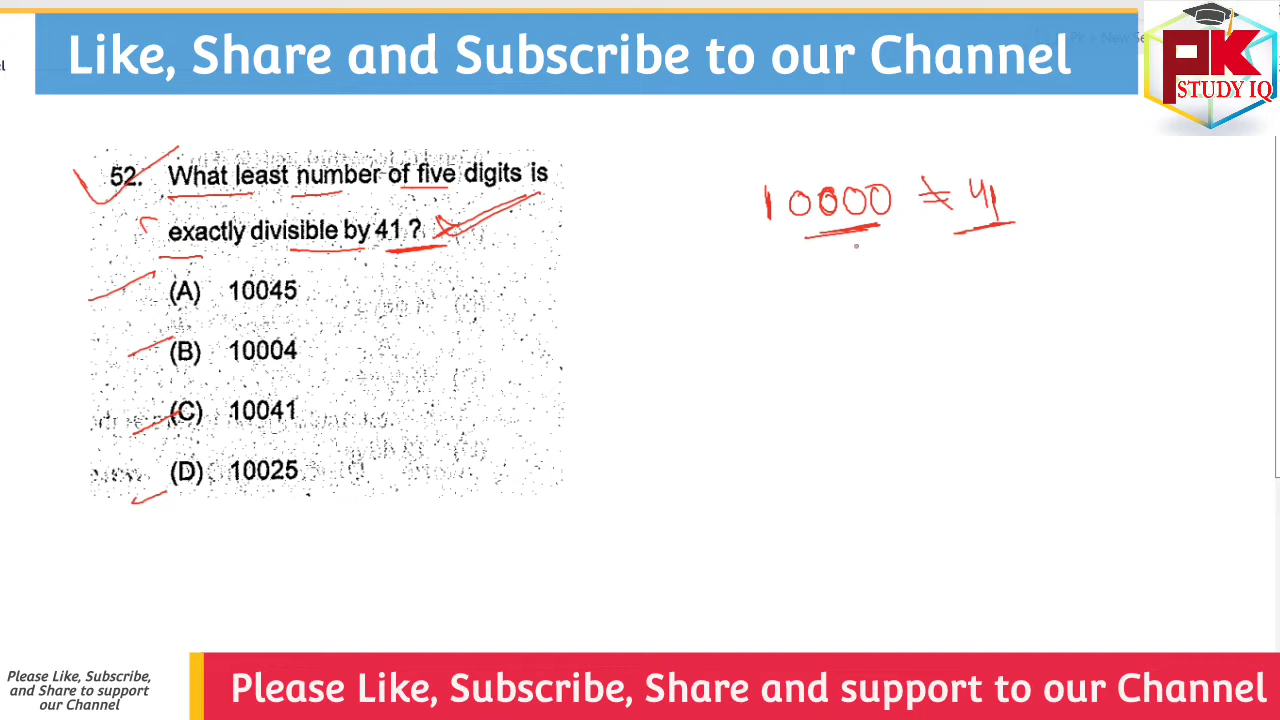 Like, Share and Subscribe to our Channel
PK
STUDY IQ
52. What least number of five digits is
exactly divisible by 41 ?
(A) 10045
(B) 10004
(C) 10041
(D) 10025
10000 ÷ 41
Please Like, Subscribe,
and Share to support
our Channel
Please Like, Subscribe, Share and support to our Channel